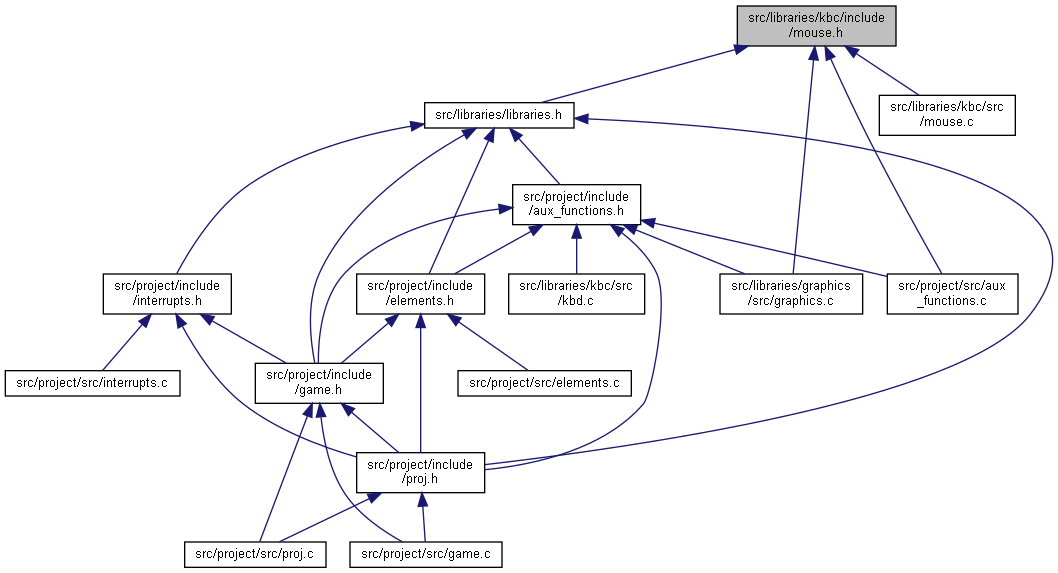 src/libraries/kbc/include
/mouse.h
src/libraries/libraries.h
src/libraries/kbc/src
/mouse.c
src/project/include
/aux_functions.h
src/project/include
/interrupts.h
src/project/include
/elements.h
src/libraries/kbc/src
/kbd.c
src/libraries/graphics
/src/graphics.c
src/project/src/aux
_functions.c
src/project/src/interrupts.c
src/project/include
/game.h
src/project/src/elements.c
src/project/include
/proj.h
src/project/src/proj.c
src/project/src/game.c